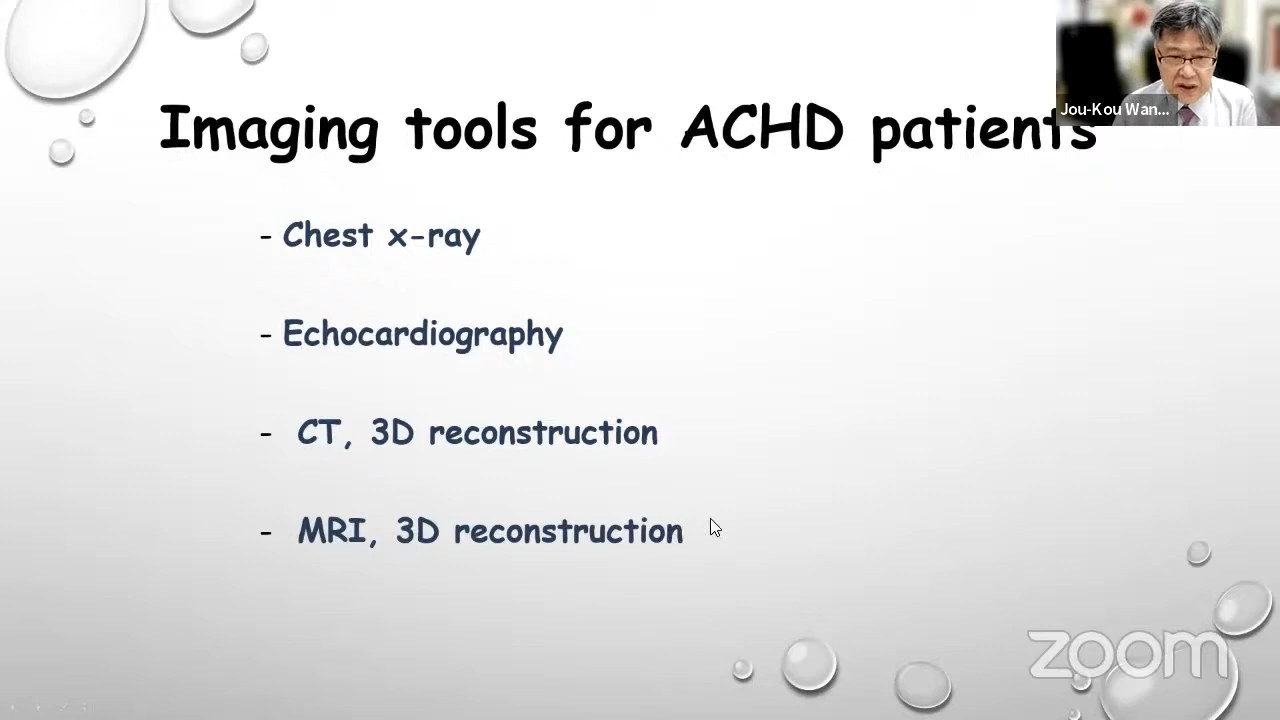 Jou-Kou Wan...
Imaging tools for ACHD patients
- Chest x-ray
- Echocardiography
- CT, 3D reconstruction
- MRI, 3D reconstruction
zoom